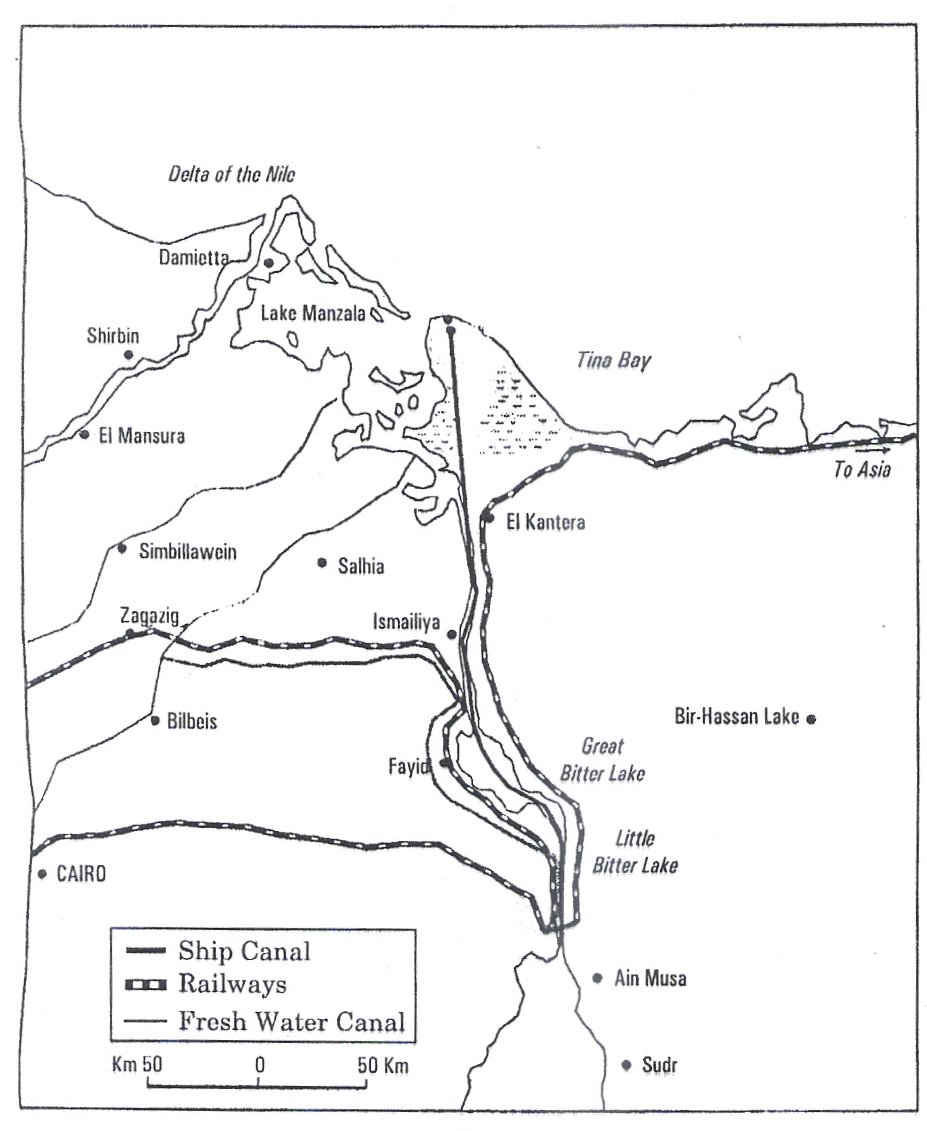 Delta of the Nile
Damietta
Lake Manzala
Shirbin
Tina Bay
El Mansura
To Asia
El Kantera
Simbillawein
Salhia
Zagazig
Ismailiya
Bilbeis
Bir-Hassan Lake
Great
Bitter Lake
Fayid
Little
Bitter Lake
CAIRO
Ship Canal
Railways
Fresh Water Canal
Ain Musa
Km 50 0 50 Km
Sudr